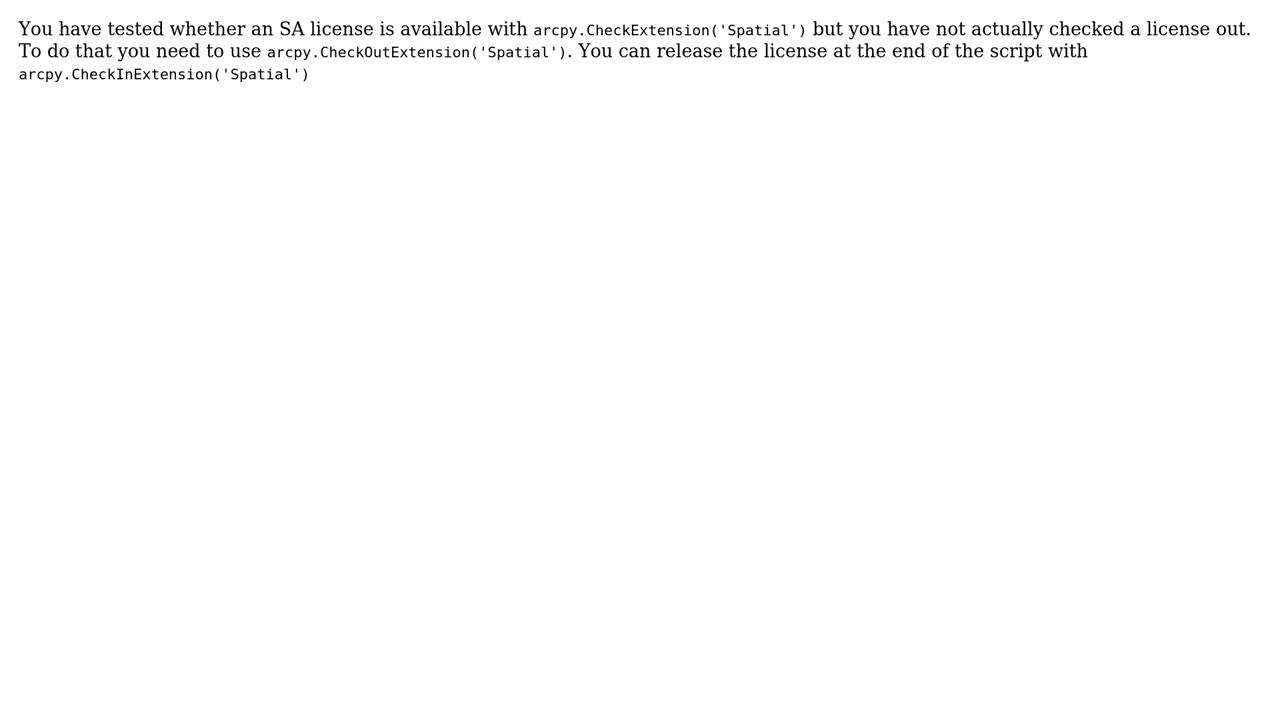 You have tested whether an SA license is available with arcpy.CheckExtension('Spatial') but you have not actually checked a license out.
To do that you need to use arcpy.CheckOutExtension('Spatial'). You can release the license at the end of the script with
arcpy.CheckInExtension('Spatial')